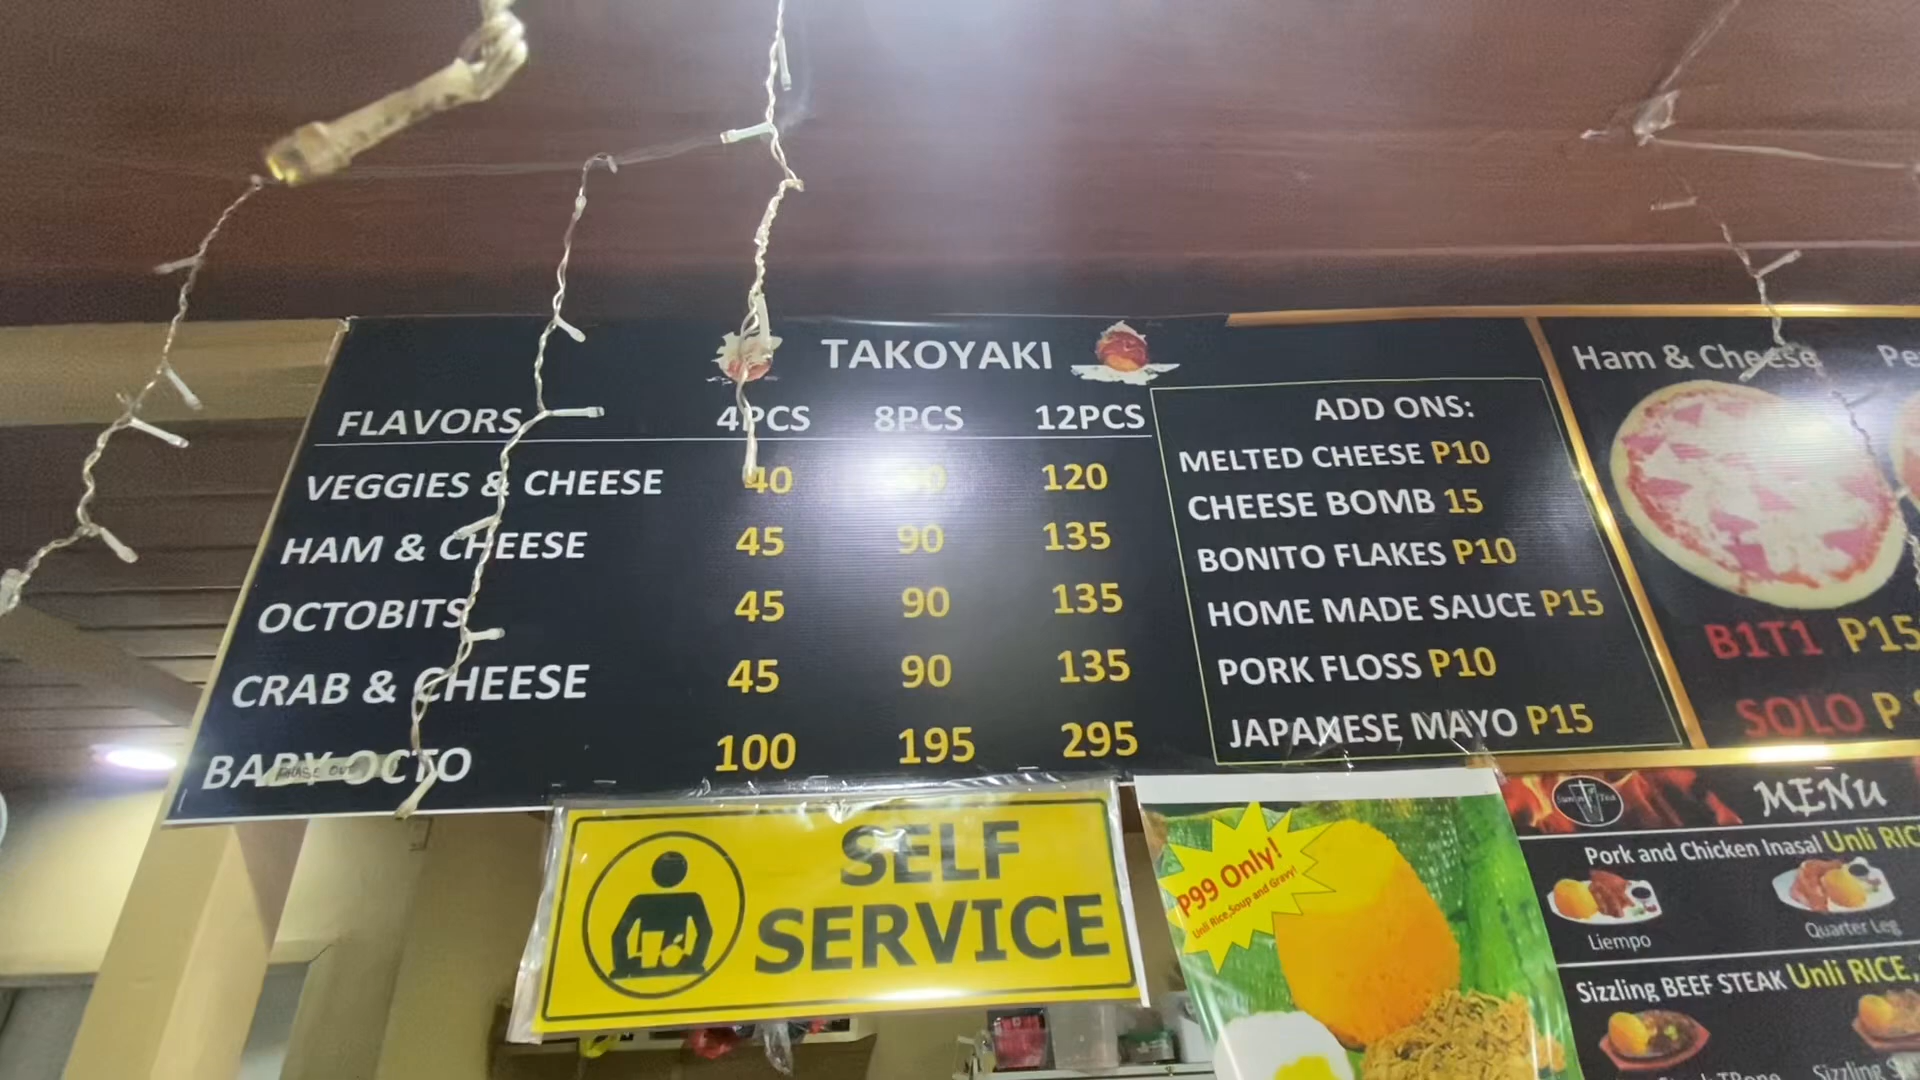 TAKOYAKI
FLAVORS 4PCS 8PCS 12PCS
VEGGIES & CHEESE 40 120
HAM & CHEESE 45 90 135
OCTOBITS 45 90 135
CRAB & CHEESE 45 90 135
BABY OCTO 100 195 295
PHASE OUT
ADD ONS:
MELTED CHEESE P10
CHEESE BOMB 15
BONITO FLAKES P10
HOME MADE SAUCE P15
PORK FLOSS P10
JAPANESE MAYO P15
Ham & Cheese
B1T1 P15
SOLO P
SELF
SERVICE
P99 Only!
Unli Rice,Soup and Gravy!
MENU
Pork and Chicken Inasal Unli RIC
Liempo
Quarter Leg
Sizzling BEEF STEAK Unli RICE,
Sizzling